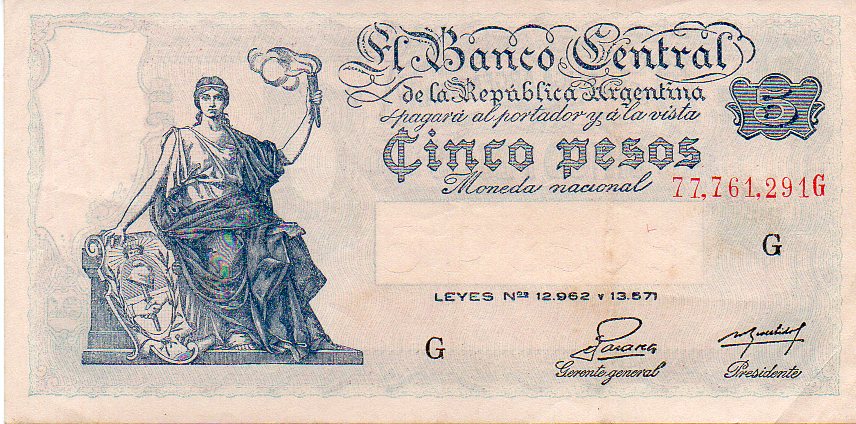 El Banco Central
de la República Argentina
pagará al portador y á la vista
5
Cinco pesos
Moneda nacional
77,761,291G
G
LEYES Nos 12.962 Y 13.571
G
Gerente general
Presidente